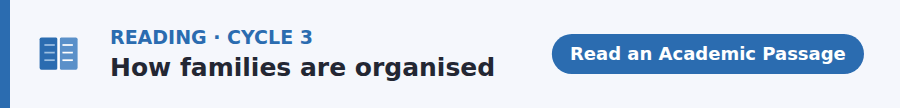 READING · CYCLE 3
How families are organised
Read an Academic Passage